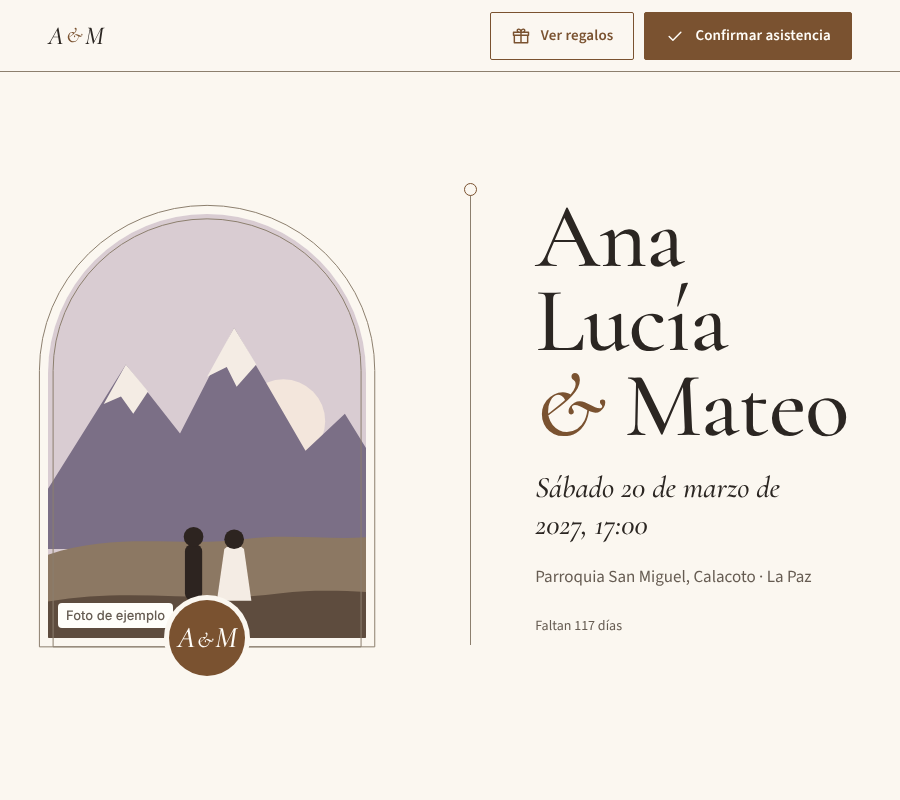 A & M
Ver regalos
Confirmar asistencia
Ana
Lucía
& Mateo
Sábado 20 de marzo de
2027, 17:00
Parroquia San Miguel, Calacoto · La Paz
Faltan 117 días
Foto de ejemplo
A & M